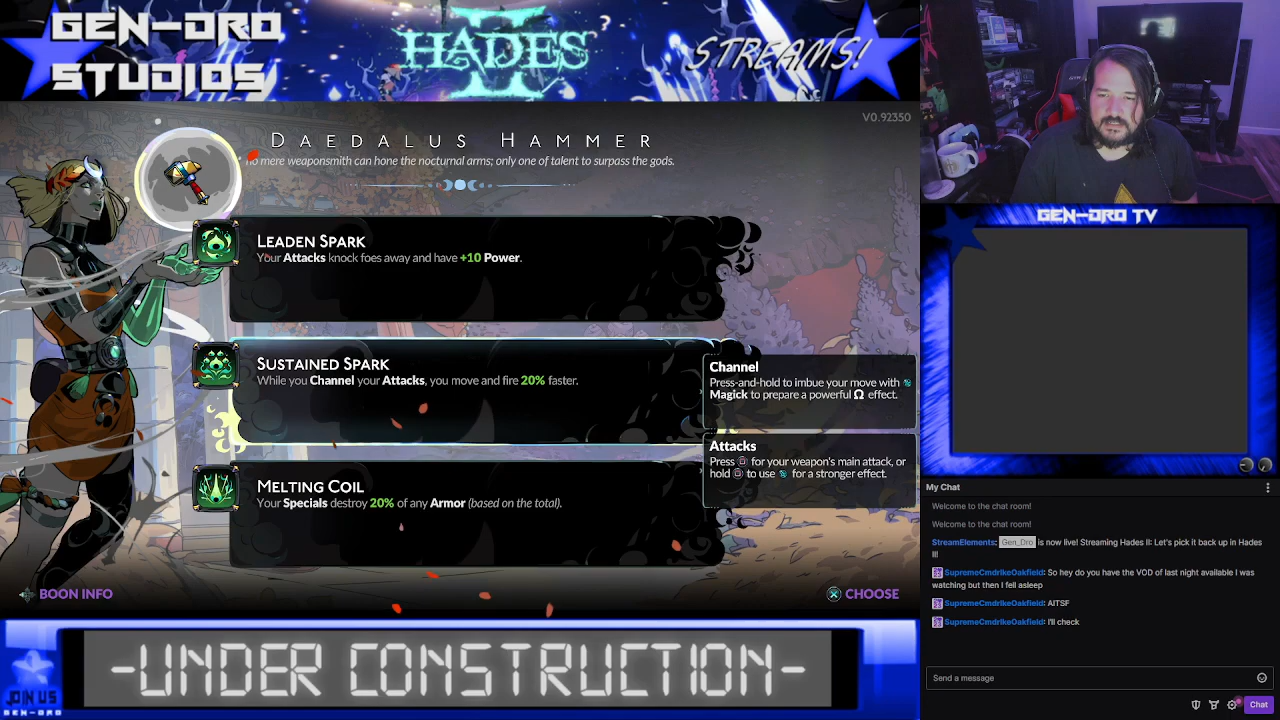 GEN-DRO
STUDIOS
HADES
II
STREAMS!
V0.92350
DAEDALUS HAMMER
no mere weaponsmith can hone the nocturnal arms; only one of talent to surpass the gods.
LEADEN SPARK
Your Attacks knock foes away and have +10 Power.
SUSTAINED SPARK
While you Channel your Attacks, you move and fire 20% faster.
Channel
Press-and-hold to imbue your move with
Magick to prepare a powerful Ω effect.
Attacks
Press for your weapon's main attack, or
hold to use for a stronger effect.
MELTING COIL
Your Specials destroy 20% of any Armor (based on the total).
BOON INFO
CHOOSE
-UNDER CONSTRUCTION-
JOIN US
GEN-DRO
GEN-DRO TV
My Chat
Welcome to the chat room!
Welcome to the chat room!
StreamElements: Gen_Dro is now live! Streaming Hades II: Let's pick it back up in Hades
II!
SupremeCmdrIkeOakfield: So hey do you have the VOD of last night available I was
watching but then I fell asleep
SupremeCmdrIkeOakfield: AITSF
SupremeCmdrIkeOakfield: I'll check
Send a message
Chat